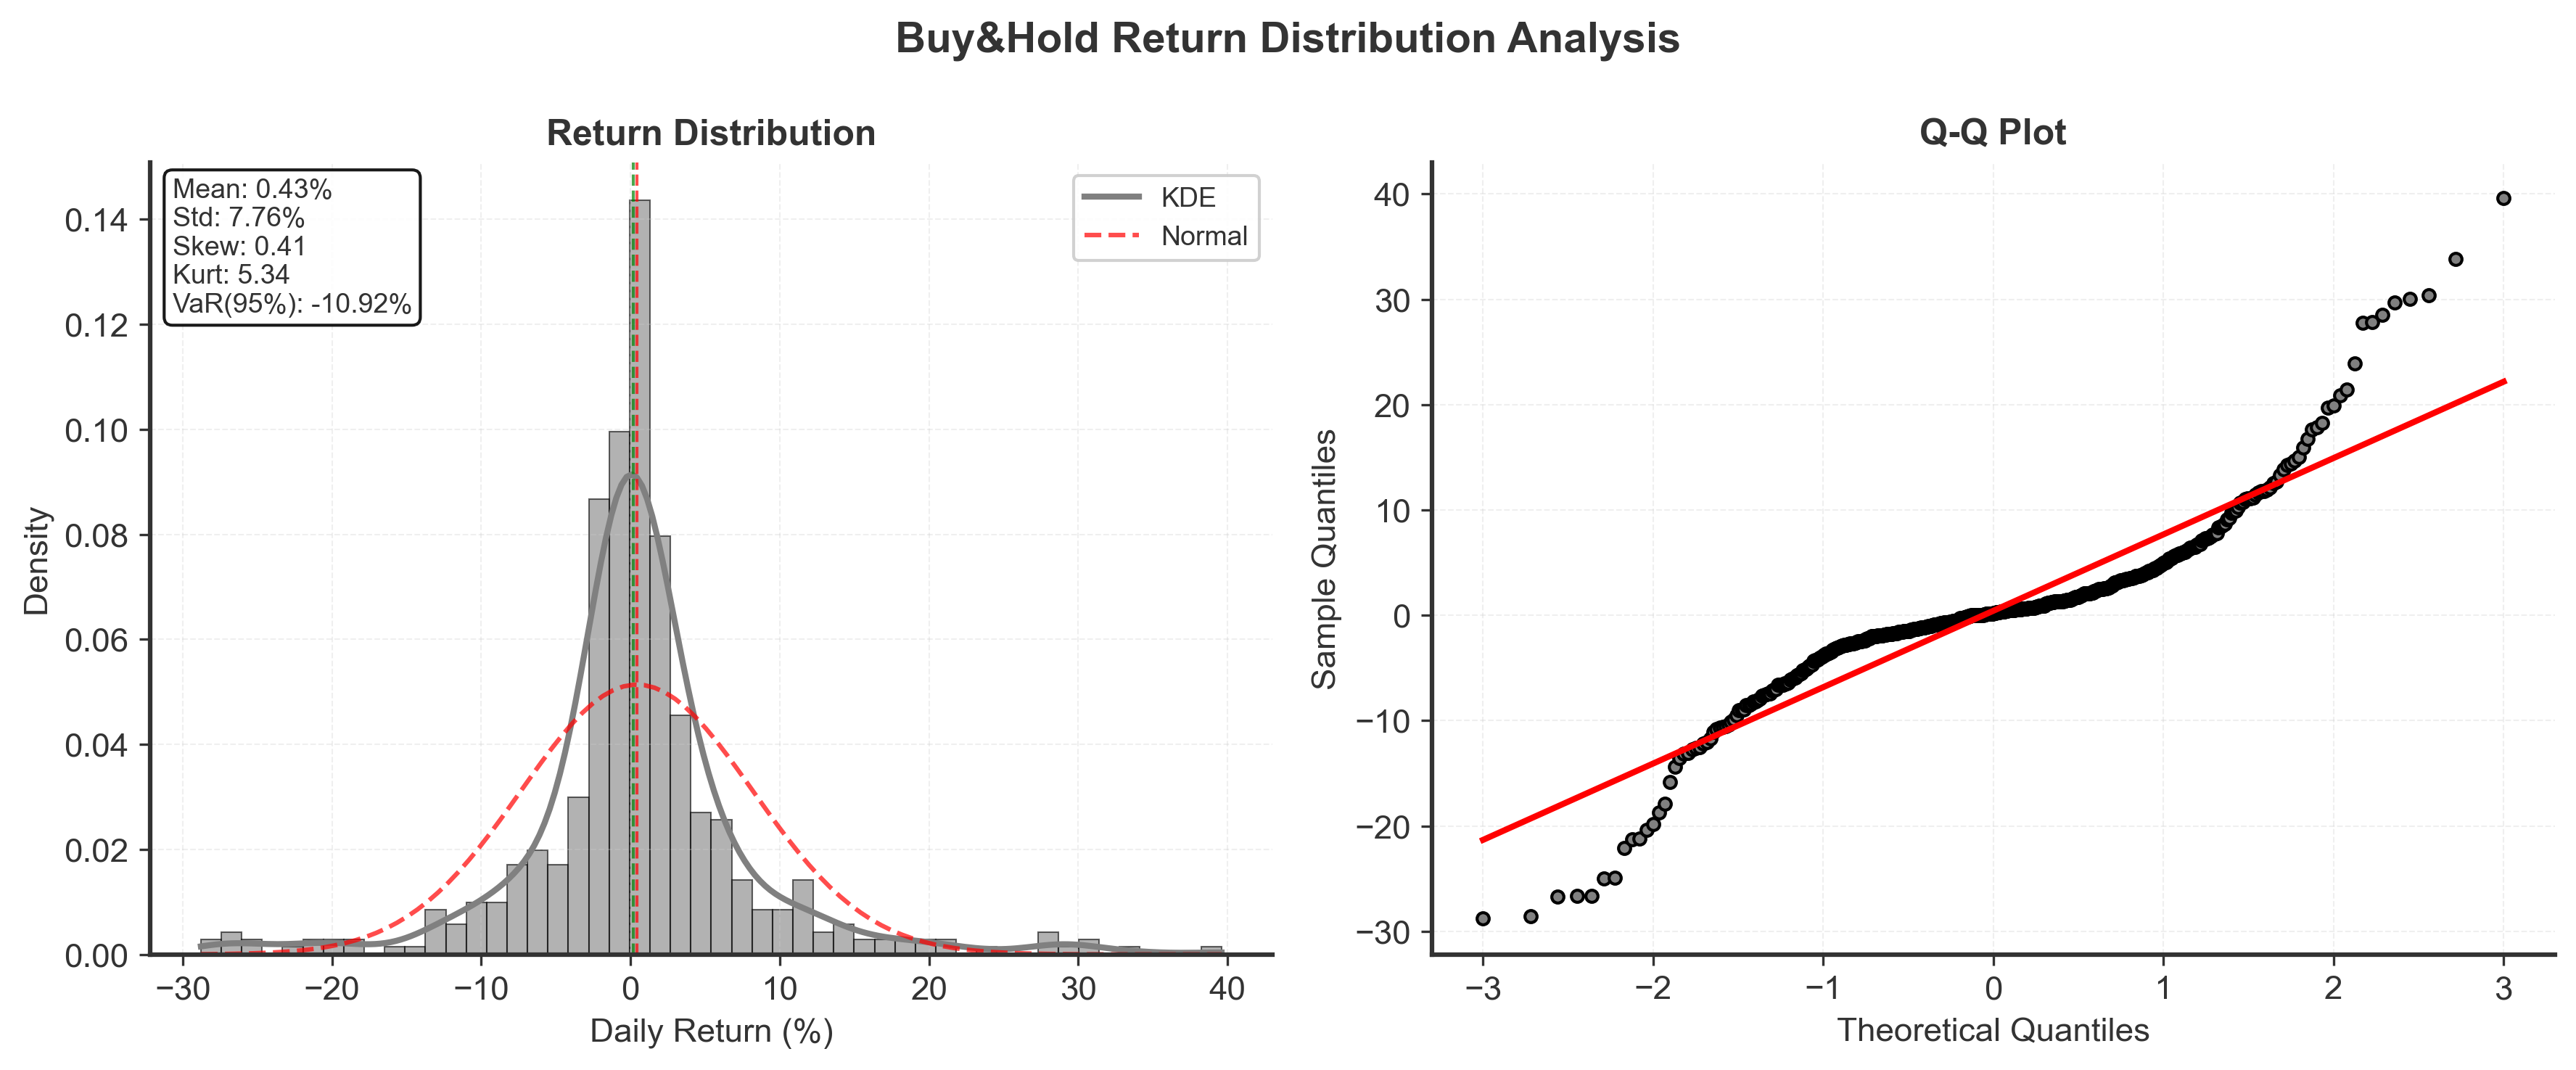 Buy&Hold Return Distribution Analysis
Return Distribution
Mean: 0.43%
Std: 7.76%
Skew: 0.41
Kurt: 5.34
VaR(95%): -10.92%
KDE
Normal
Density
0.14
0.12
0.10
0.08
0.06
0.04
0.02
0.00
−30 −20 −10 0 10 20 30 40
Daily Return (%)
Q-Q Plot
Sample Quantiles
40
30
20
10
0
−10
−20
−30
−3 −2 −1 0 1 2 3
Theoretical Quantiles